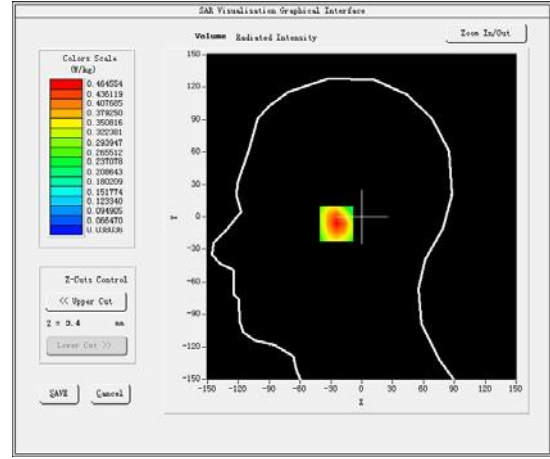 SAR Visualisation Graphical Interface
Volume Radiated Intensity
Zoom In/Out
Colors Scale
(W/kg)
0.464554
0.436119
0.407685
0.379250
0.350816
0.322381
0.293947
0.265512
0.237078
0.208643
0.180209
0.151774
0.123340
0.094905
0.066470
Z-Cuts Control
<< Upper Cut
Z = 3.4 mm
Lower Cut >>
SAVE
Cancel
150
120
90
60
30
0
-30
-60
-90
-120
-150
Y
-150 -120 -90 -60 -30 0 30 60 90 120 150
X